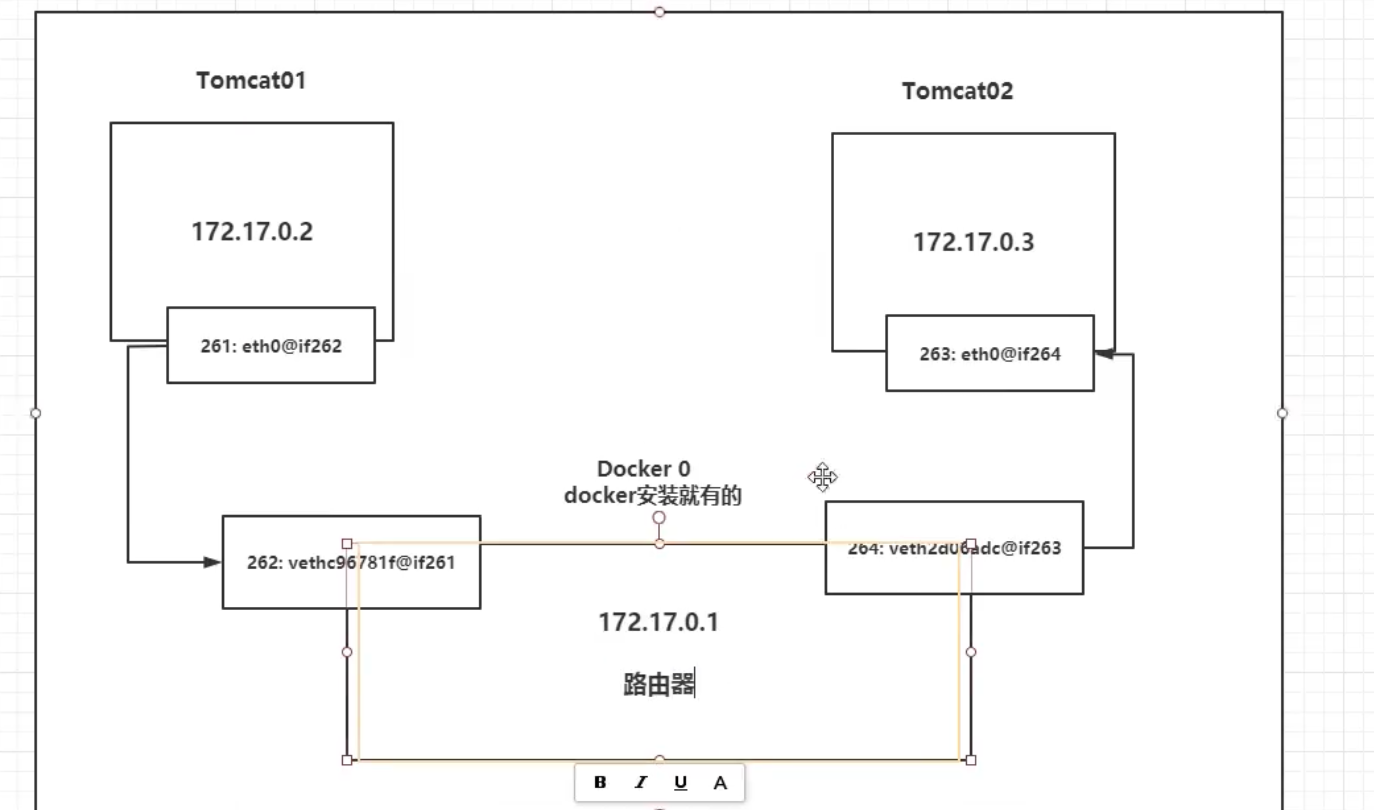 Tomcat01
Tomcat02
172.17.0.2
172.17.0.3
261: eth0@if262
263: eth0@if264
Docker 0
docker安装就有的
262: vethc96781f@if261
264: veth2d06adc@if263
172.17.0.1
路由器
B I U A